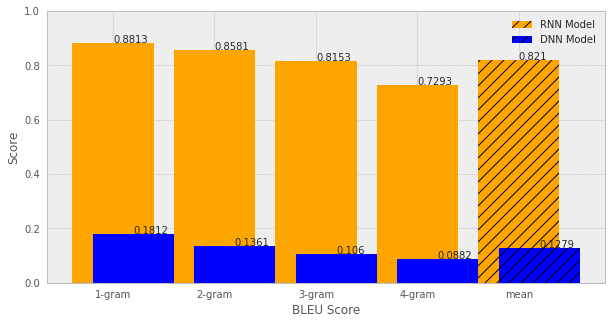 1.0
0.8
0.6
0.4
0.2
0.0
Score
RNN Model
DNN Model
0.8813
0.8581
0.8153
0.7293
0.821
0.1812
0.1361
0.106
0.0882
0.1279
1-gram
2-gram
3-gram
4-gram
mean
BLEU Score